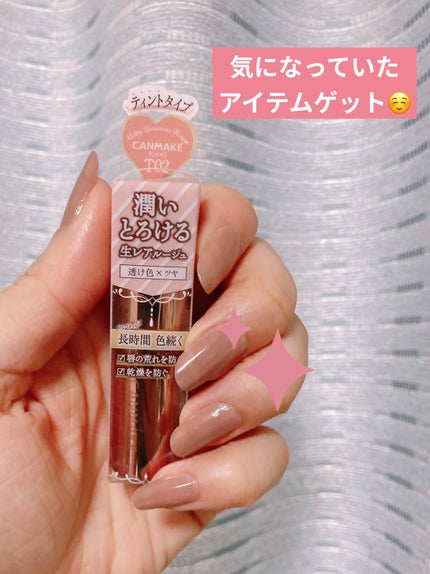 気になっていた
アイテムゲット☺️
ティントタイプ
Melty Luminous Rouge
CANMAKE
TOKYO
T02
潤い
とろける
生レアルージュ
透け色×ツヤ
長時間 色続く
唇の荒れを防
乾燥を防ぐ